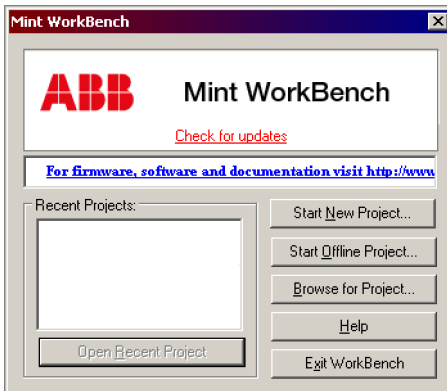 Mint WorkBench
ABB Mint WorkBench
Check for updates
For firmware, software and documentation visit http://www
Recent Projects:
Start New Project...
Start Offline Project...
Browse for Project...
Help
Open Recent Project
Exit WorkBench